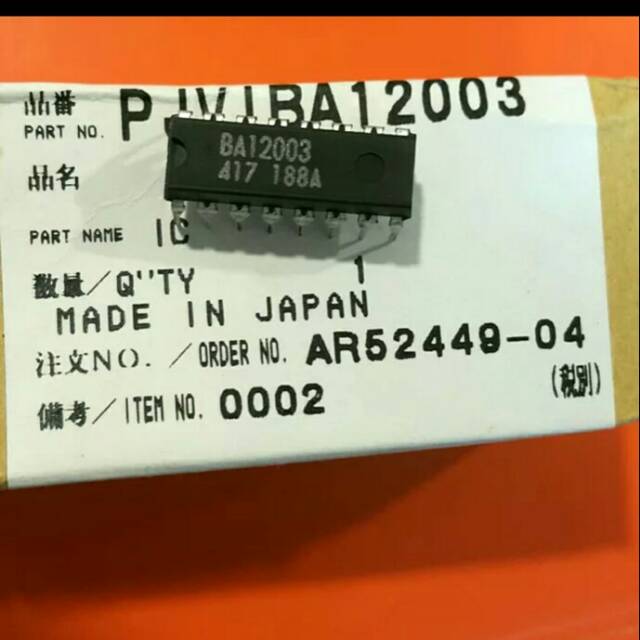 品番
PART NO. PJVIBA12003
BA12003
417 188A
品名
PART NAME IC
数量/Q''TY 1
MADE IN JAPAN
注文NO. /ORDER NO. AR52449-04
(税別)
備考/ITEM NO. 0002